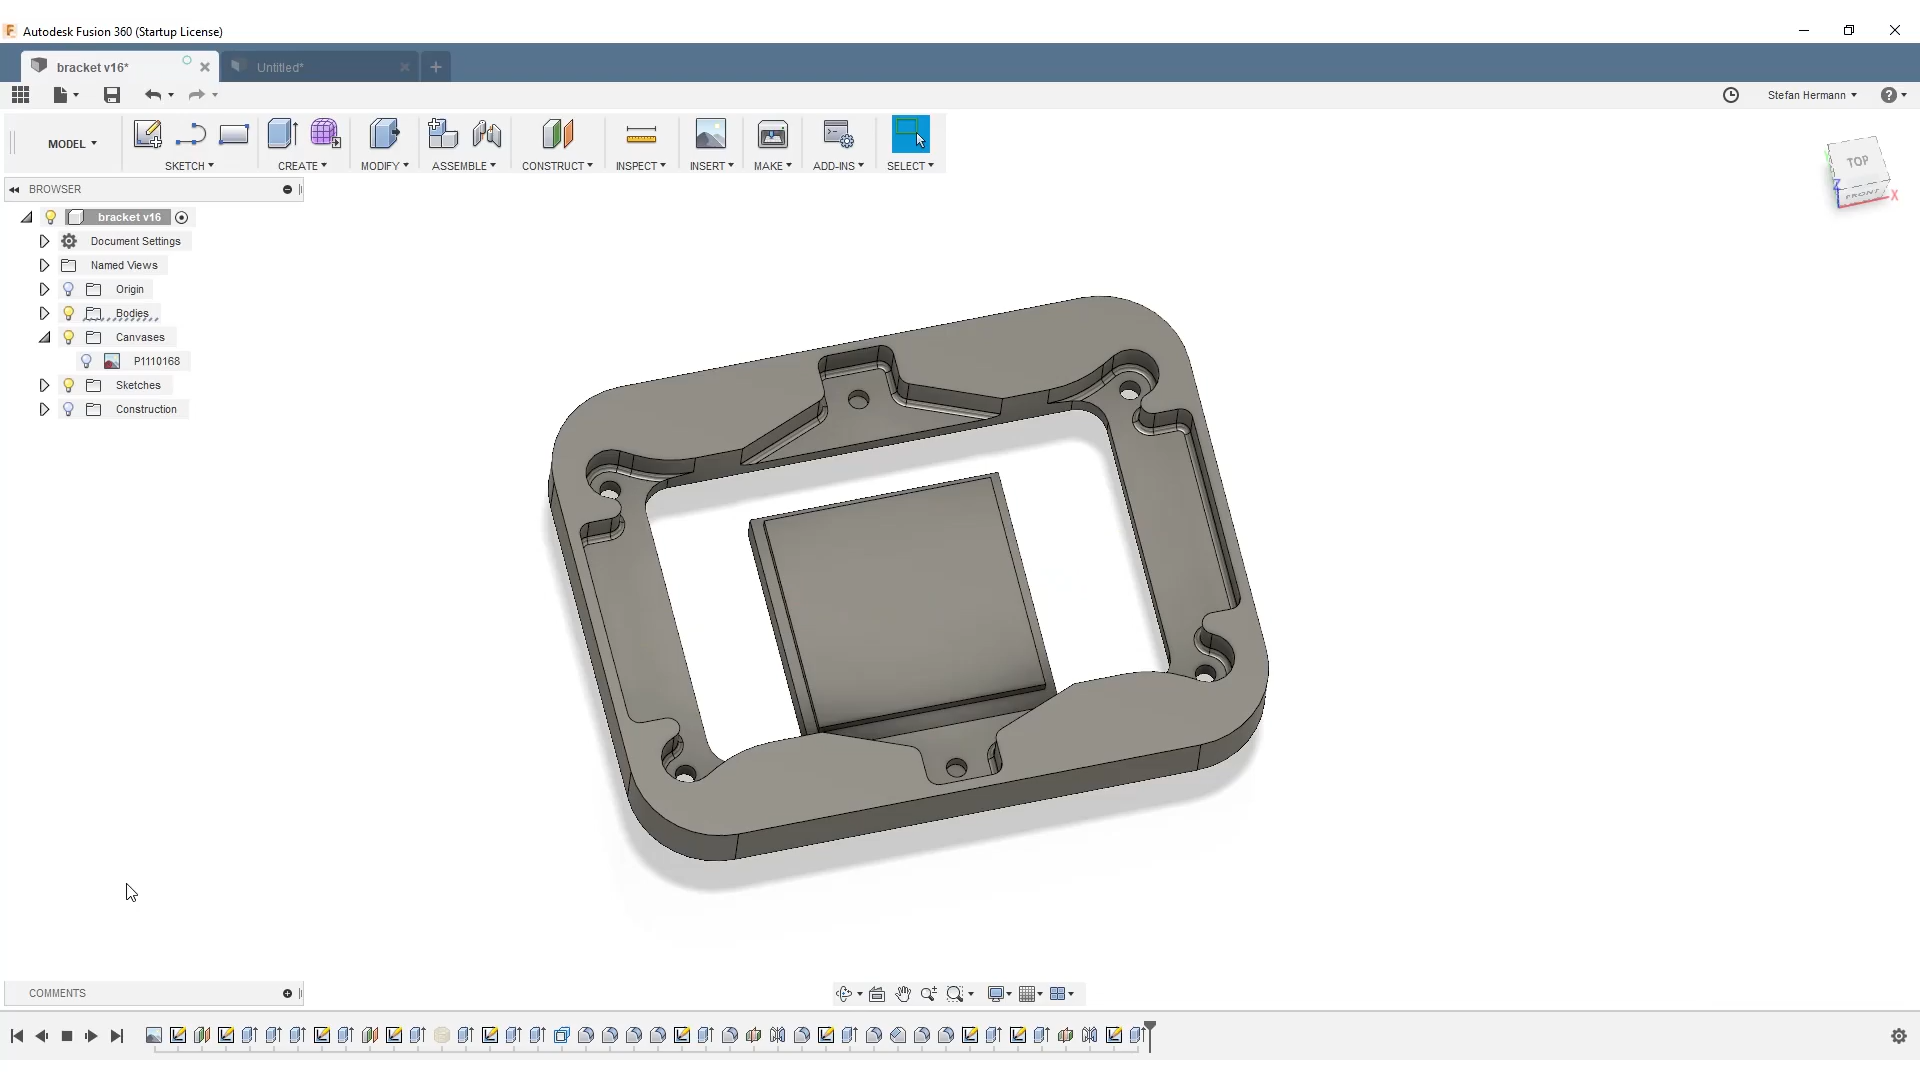 Autodesk Fusion 360 (Startup License)
bracket v16*
Untitled*
Stefan Hermann
MODEL
SKETCH
CREATE
MODIFY
ASSEMBLE
CONSTRUCT
INSPECT
INSERT
MAKE
ADD-INS
SELECT
TOP
FRONT
Z
X
BROWSER
bracket v16
Document Settings
Named Views
Origin
Bodies
Canvases
P1110168
Sketches
Construction
COMMENTS